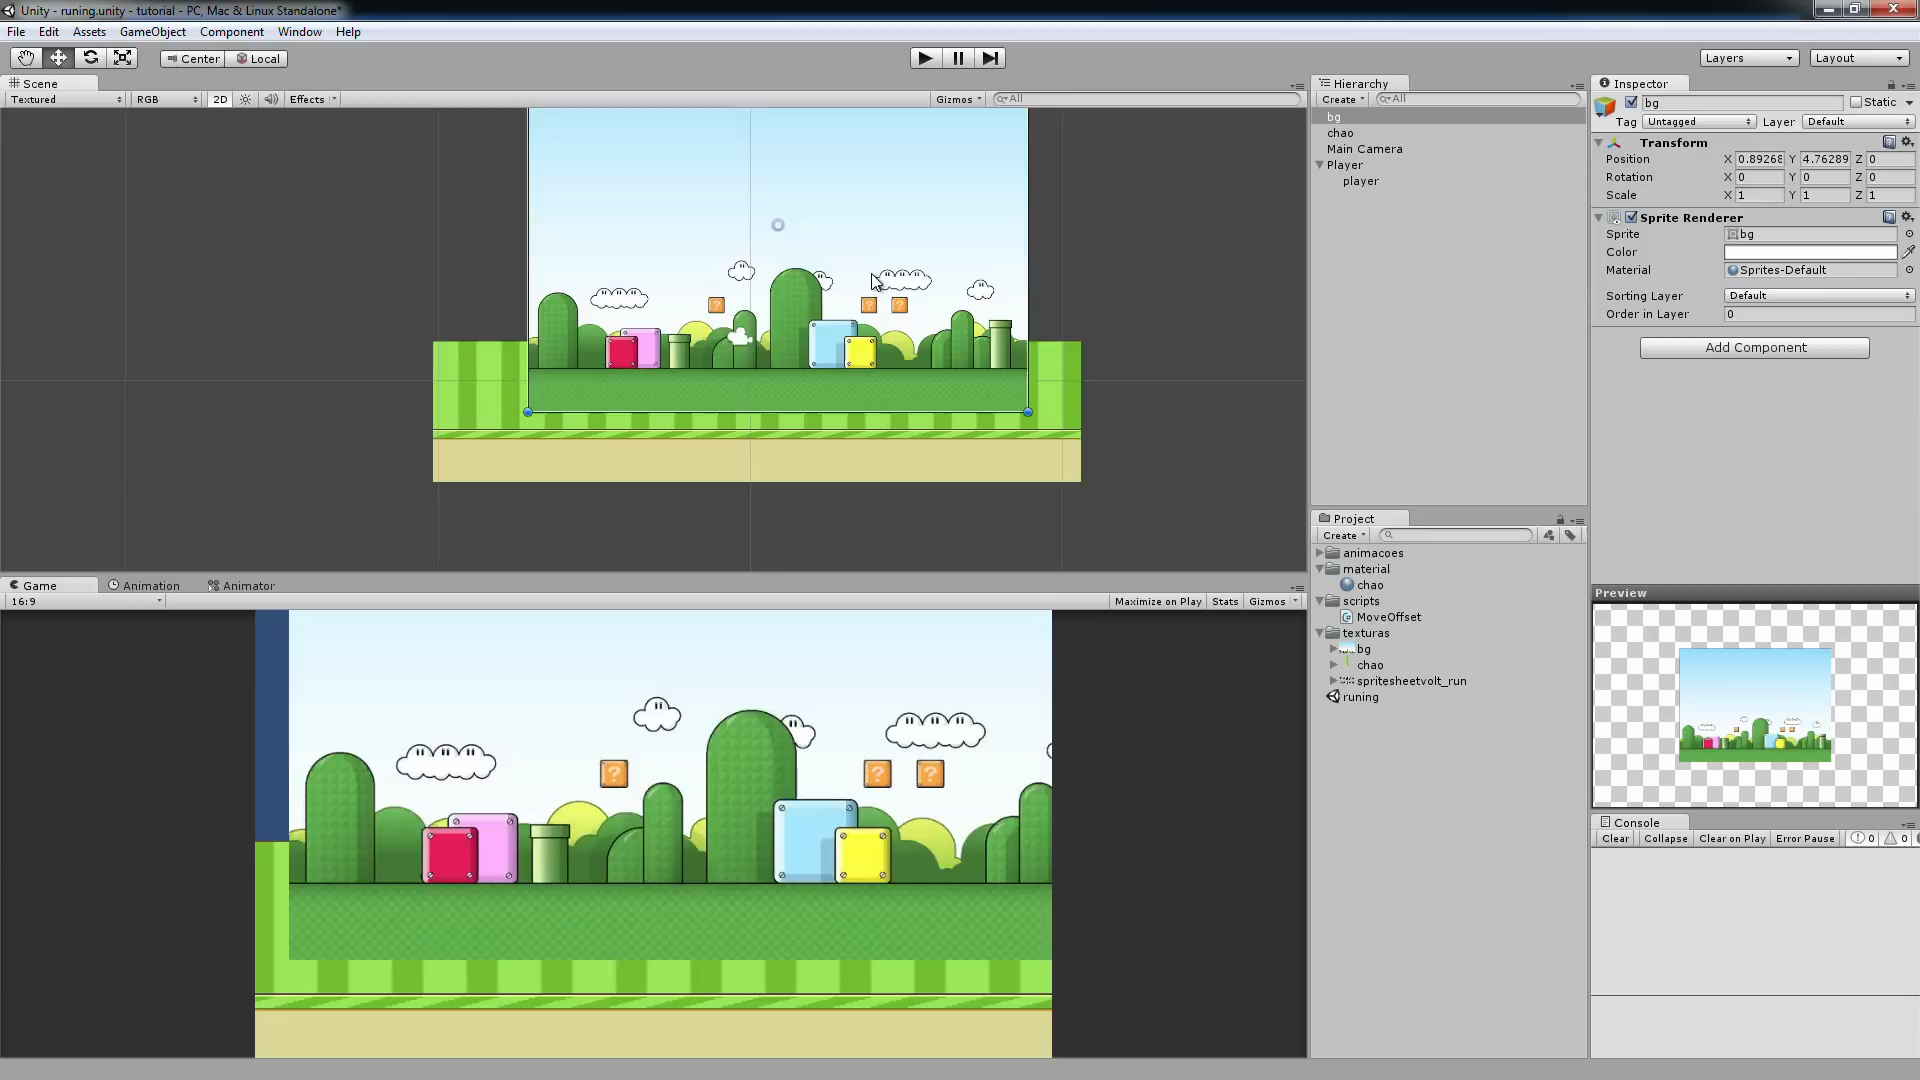 Unity - runing.unity - tutorial - PC, Mac & Linux Standalone*
File Edit Assets GameObject Component Window Help
Center Local Layers Layout
Scene
Textured RGB 2D Effects Gizmos All
Game Animation Animator
16:9 Maximize on Play Stats Gizmos
Hierarchy
Create All
bg
chao
Main Camera
Player
player
Project
Create
animacoes
material
chao
scripts
MoveOffset
texturas
bg
chao
spritesheetvolt_run
runing
Inspector
bg Static
Tag Untagged Layer Default
Transform
Position X 0.89268 Y 4.76289 Z 0
Rotation X 0 Y 0 Z 0
Scale X 1 Y 1 Z 1
Sprite Renderer
Sprite bg
Color
Material Sprites-Default
Sorting Layer Default
Order in Layer 0
Add Component
Preview
Console
Clear Collapse Clear on Play Error Pause 0 0